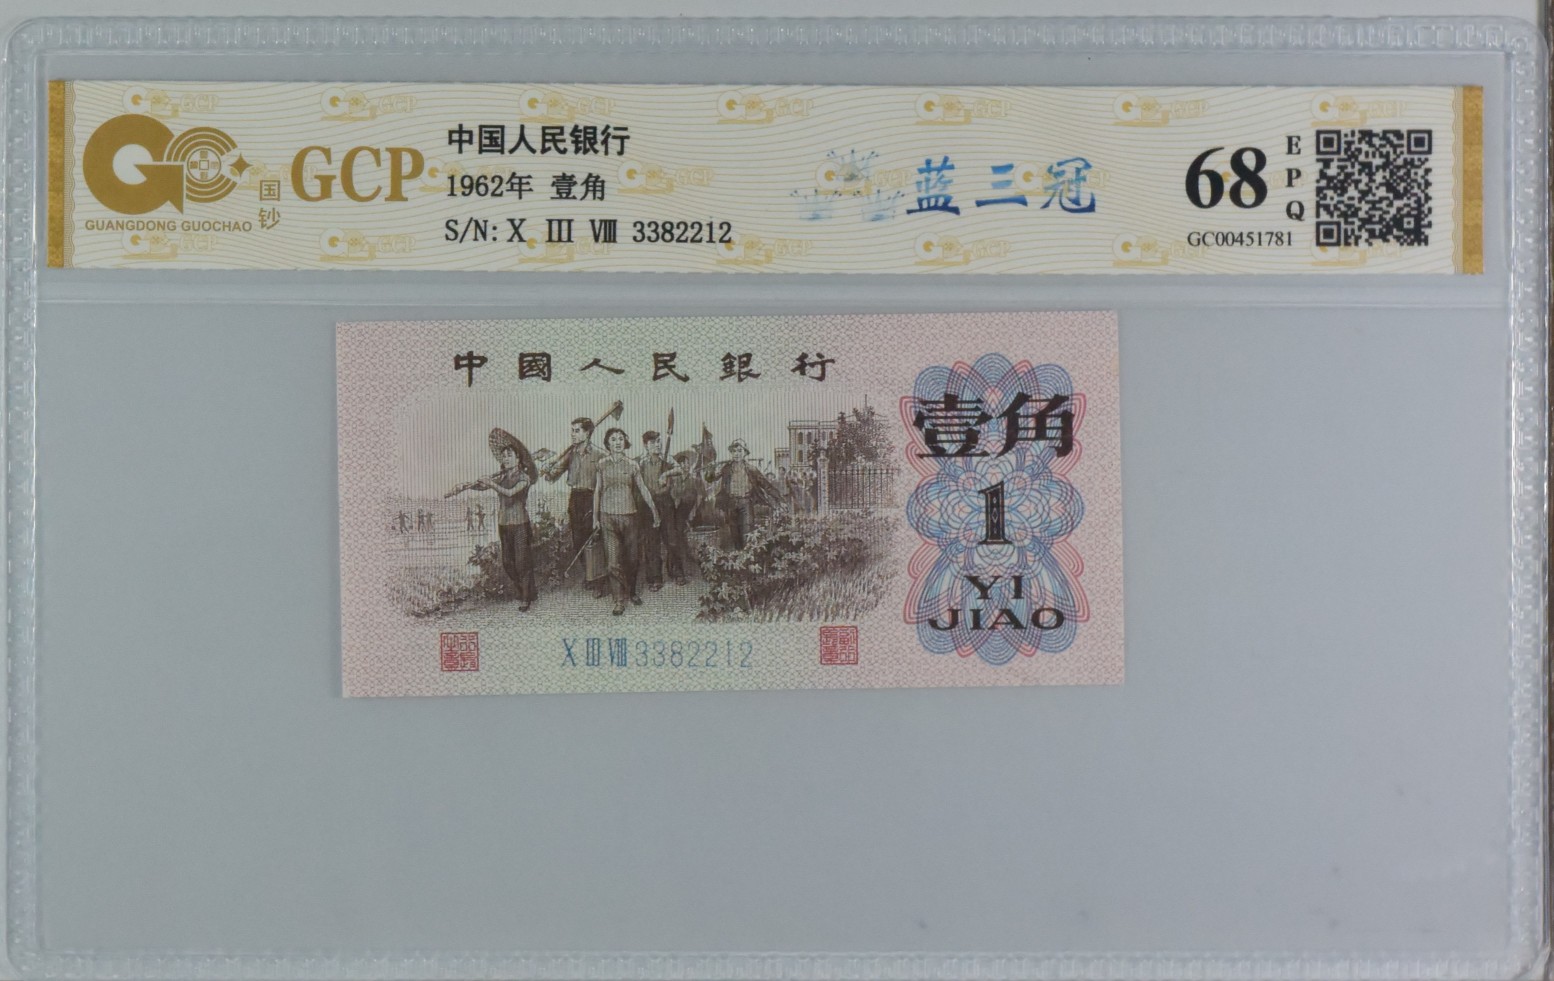 GCP
国钞
GUANGDONG GUOCHAO
中国人民银行
1962年 壹角
S/N: X III VIII 3382212
蓝三冠
68
EPQ
GC00451781
中國人民銀行
壹角
1
YI
JIAO
X III VIII 3382212